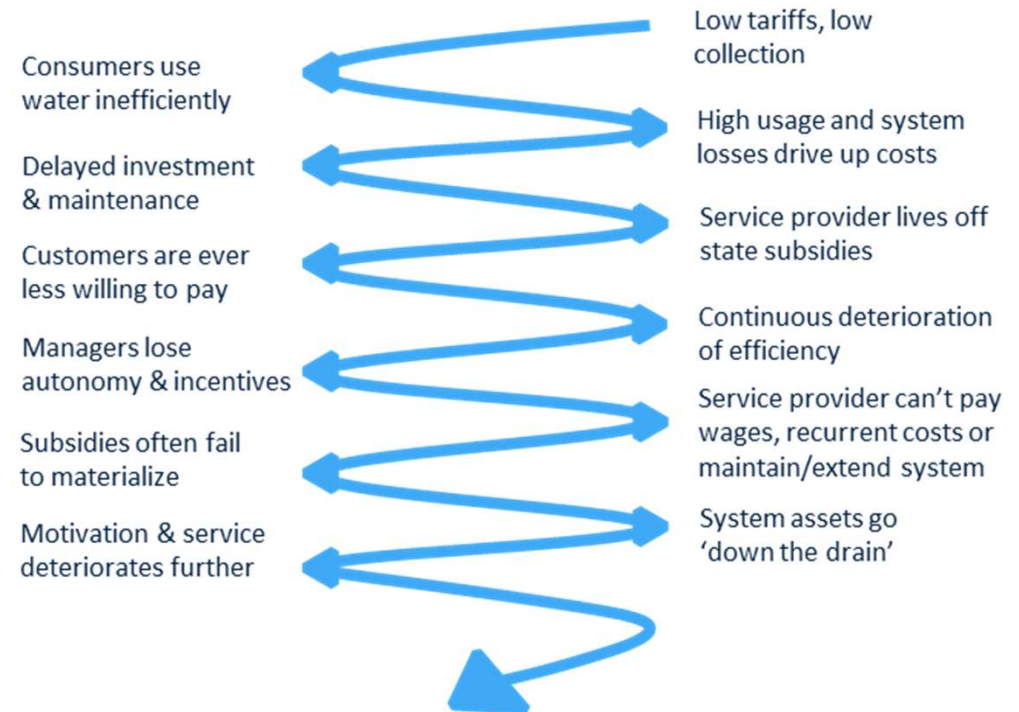 Low tariffs, low
collection
Consumers use
water inefficiently
High usage and system
losses drive up costs
Delayed investment
& maintenance
Service provider lives off
state subsidies
Customers are ever
less willing to pay
Continuous deterioration
of efficiency
Managers lose
autonomy & incentives
Service provider can’t pay
wages, recurrent costs or
maintain/extend system
Subsidies often fail
to materialize
System assets go
‘down the drain’
Motivation & service
deteriorates further